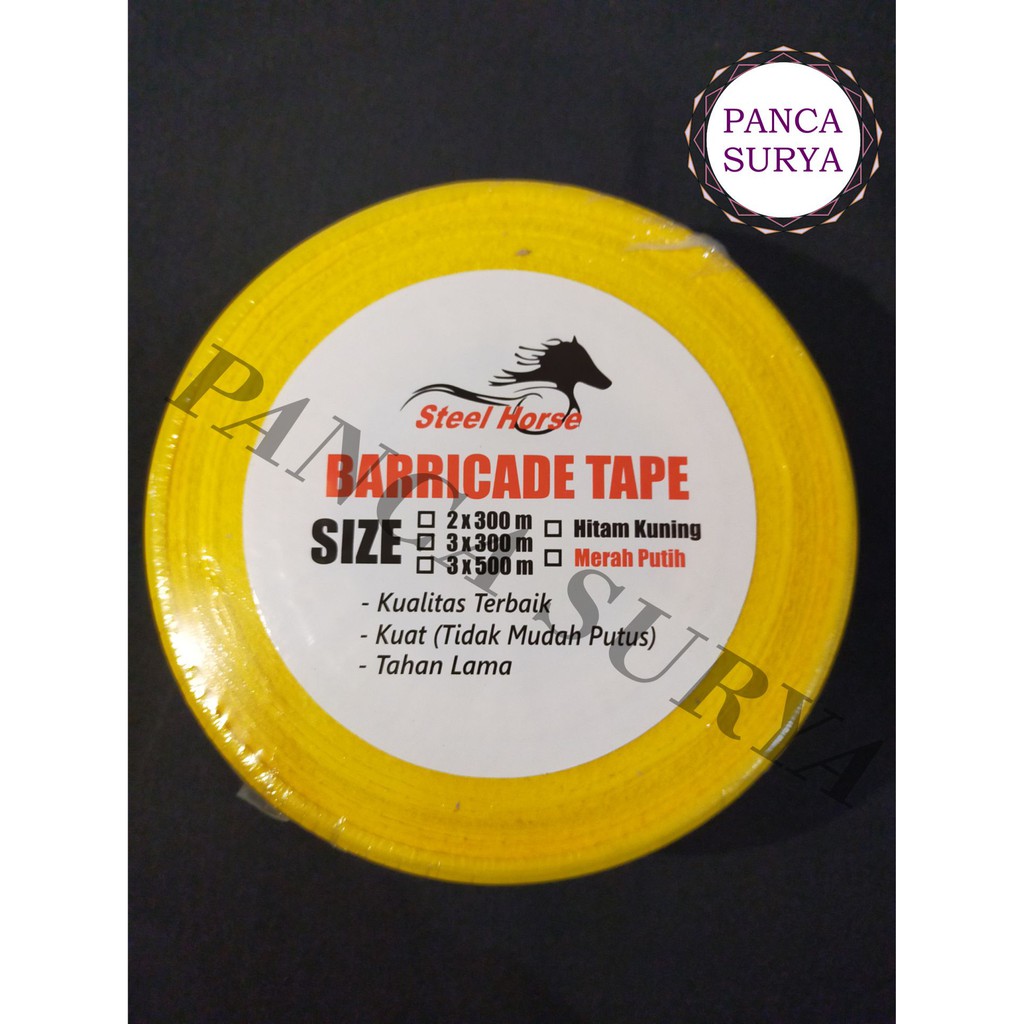 PANCA
SURYA
Steel Horse
BARRICADE TAPE
SIZE
2 x 300 m
3 x 300 m
3 x 500 m
Hitam Kuning
Merah Putih
- Kualitas Terbaik
- Kuat (Tidak Mudah Putus)
- Tahan Lama
PANCA SURYA